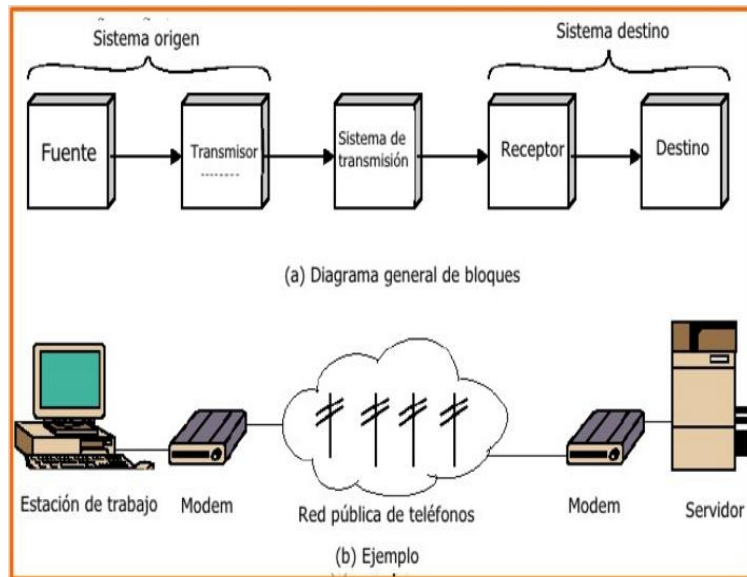 Sistema origen
Sistema destino
Fuente
Transmisor
--------
Sistema de
transmisión
Receptor
Destino
(a) Diagrama general de bloques
Estación de trabajo
Modem
Red pública de teléfonos
Modem
Servidor
(b) Ejemplo